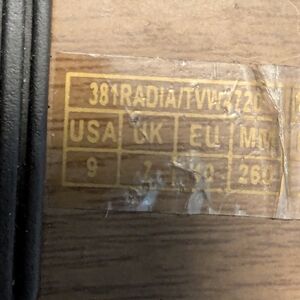 381RADIA/TVW
USA UK EU MM
9 260